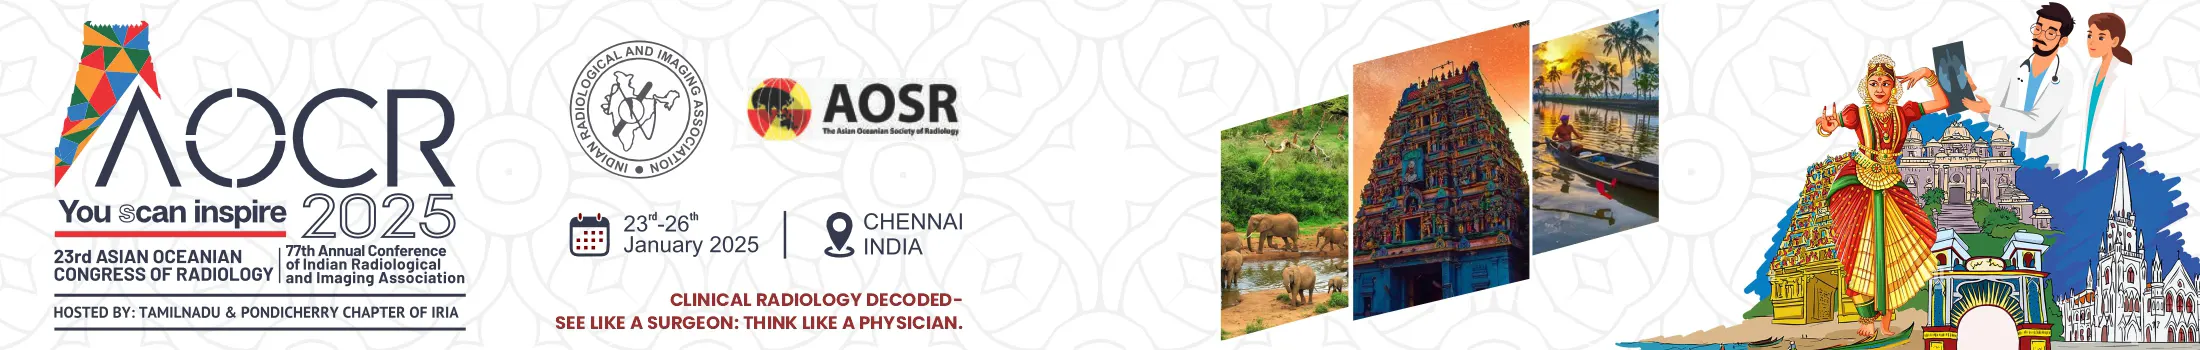 AOCR
You scan inspire 2025
23rd ASIAN OCEANIAN
CONGRESS OF RADIOLOGY
77th Annual Conference
of Indian Radiological
and Imaging Association
HOSTED BY: TAMILNADU & PONDICHERRY CHAPTER OF IRIA
INDIAN RADIOLOGICAL AND IMAGING ASSOCIATION
AOSR
The Asian Oceanian Society of Radiology
23rd-26th
January 2025
CHENNAI
INDIA
CLINICAL RADIOLOGY DECODED-
SEE LIKE A SURGEON: THINK LIKE A PHYSICIAN.